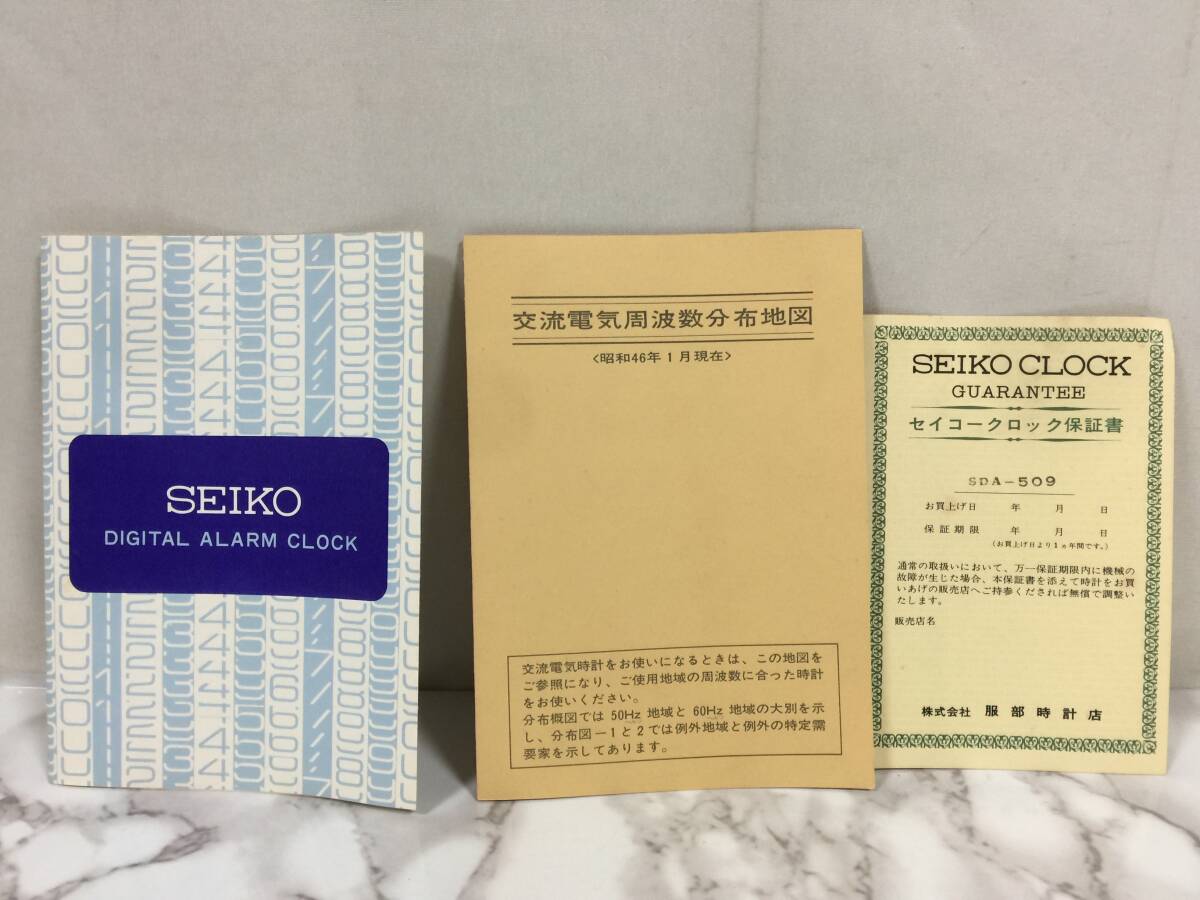 SEIKO
DIGITAL ALARM CLOCK
交流電気周波数分布地図
<昭和46年1月現在>
交流電気時計をお使いになるときは、この地図を
ご参照になり、ご使用地域の周波数に合った時計
をお使いください。
分布概図では 50Hz 地域と 60Hz 地域の大別を示
し、分布図-1と2では例外地域と例外の特定需
要家を示してあります。
SEIKO CLOCK
GUARANTEE
セイコークロック保証書
SDA-509
お買上げ日 年 月 日
保証期限 年 月 日
(お買上げ日より1ヵ年間です。)
通常の取扱いにおいて、万一保証期限内に機械の
故障が生じた場合、本保証書を添えて時計をお買
いあげの販売店へご持参くだされば無償で調整い
たします。
販売店名
株式会社 服部時計店